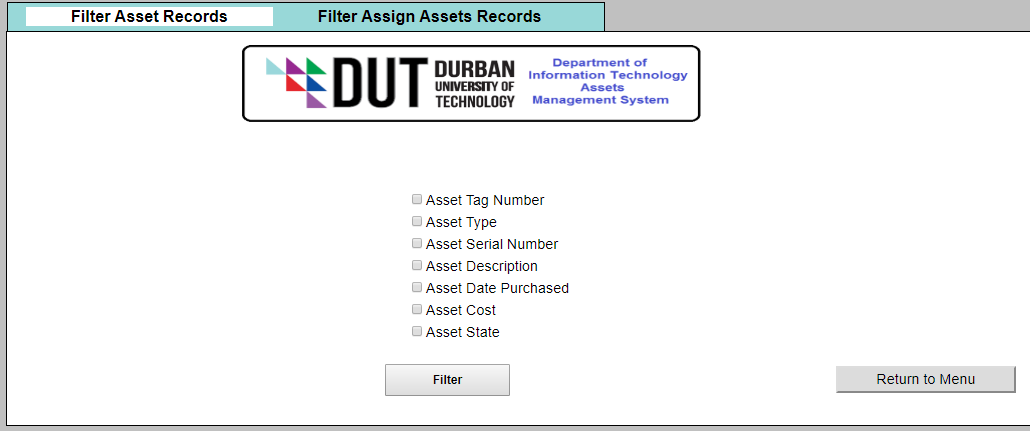 Filter Asset Records
Filter Assign Assets Records
DUT
DURBAN
UNIVERSITY OF
TECHNOLOGY
Department of
Information Technology
Assets
Management System
Asset Tag Number
Asset Type
Asset Serial Number
Asset Description
Asset Date Purchased
Asset Cost
Asset State
Filter
Return to Menu